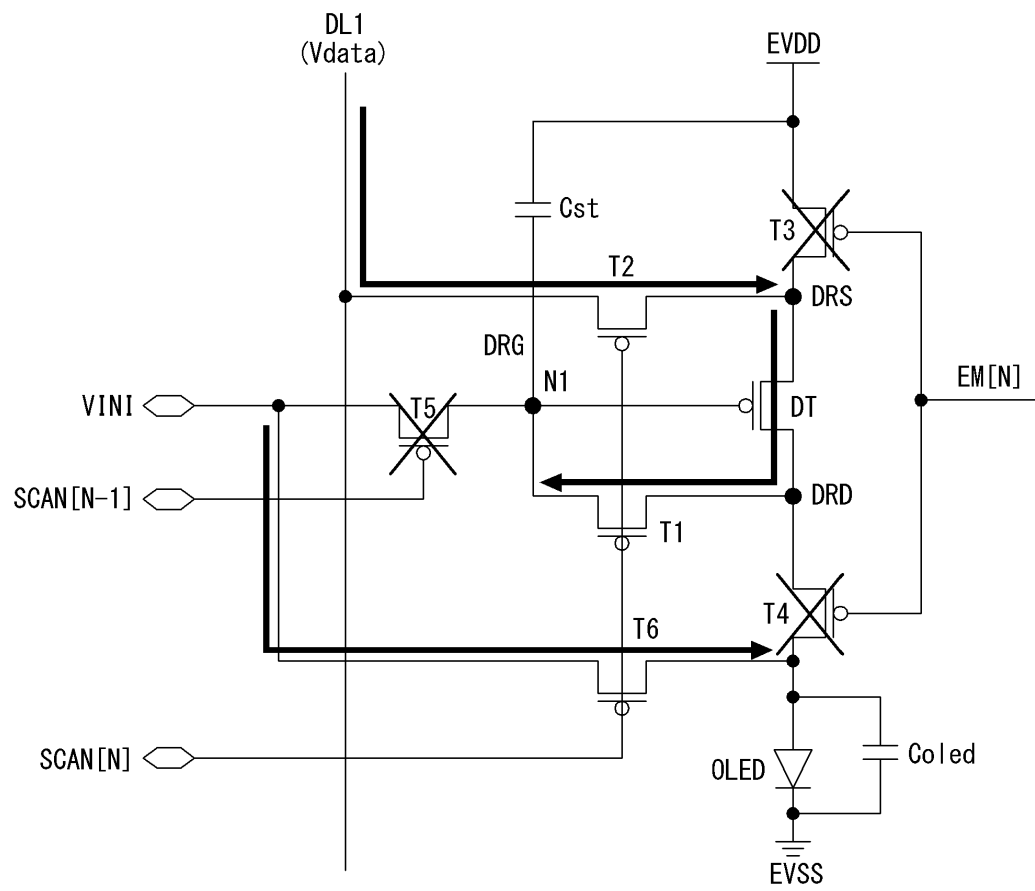 DL1
(Vdata)
EVDD
Cst
T3
T2
DRS
DRG
N1
EM[N]
VINI
T5
DT
SCAN[N-1]
DRD
T1
T4
T6
SCAN[N]
OLED
Coled
EVSS